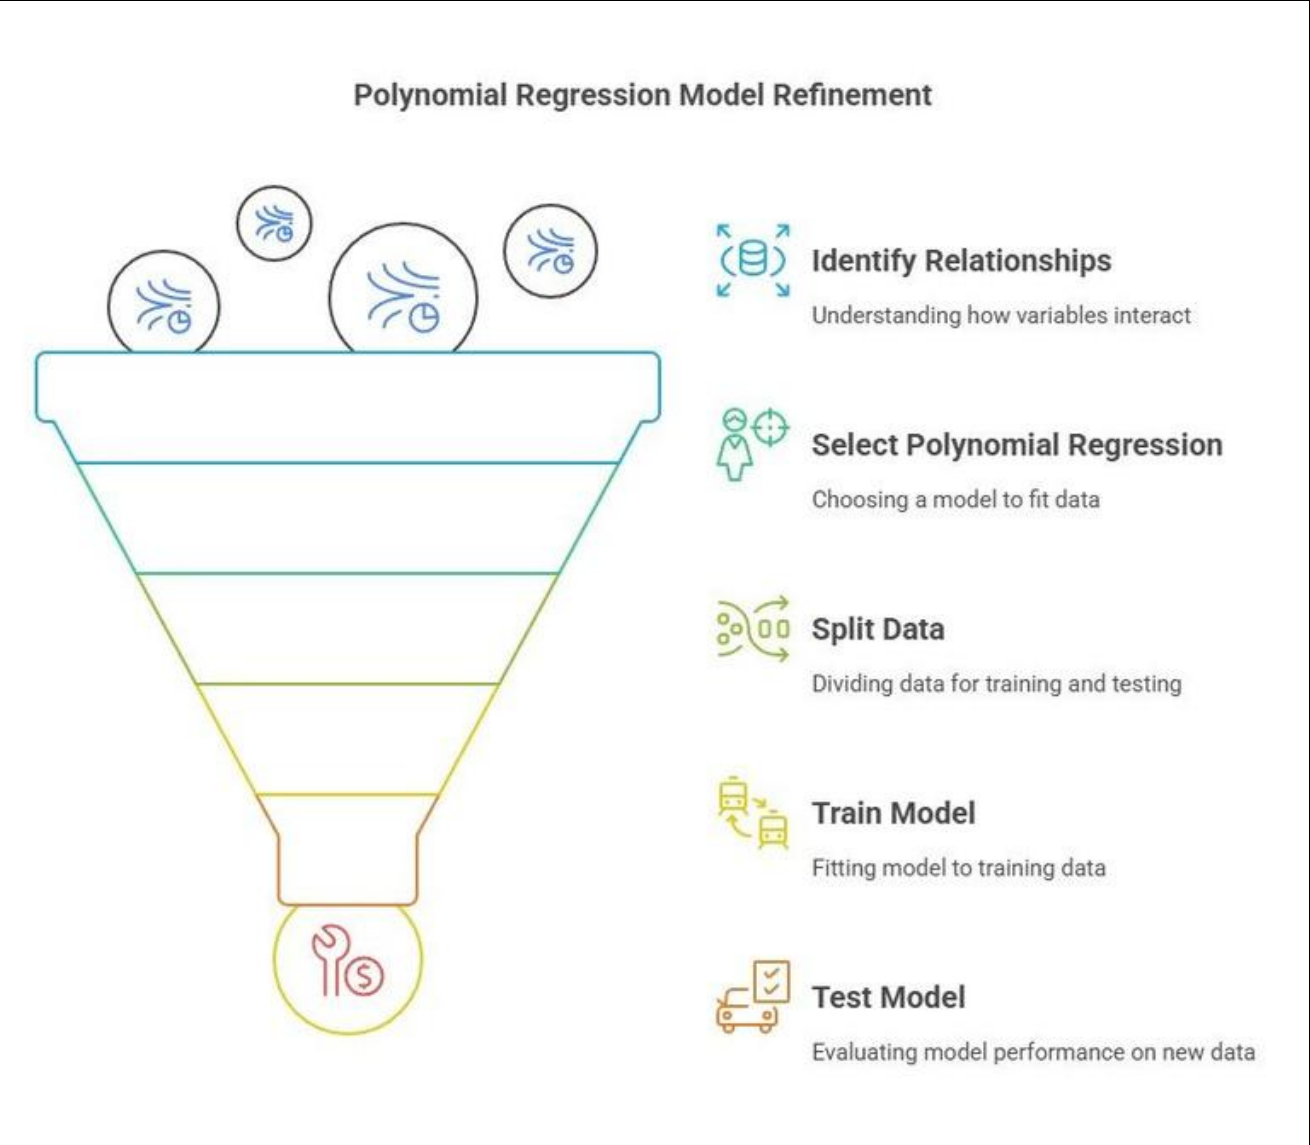 Polynomial Regression Model Refinement
Identify Relationships
Understanding how variables interact
Select Polynomial Regression
Choosing a model to fit data
Split Data
Dividing data for training and testing
Train Model
Fitting model to training data
$
Test Model
Evaluating model performance on new data